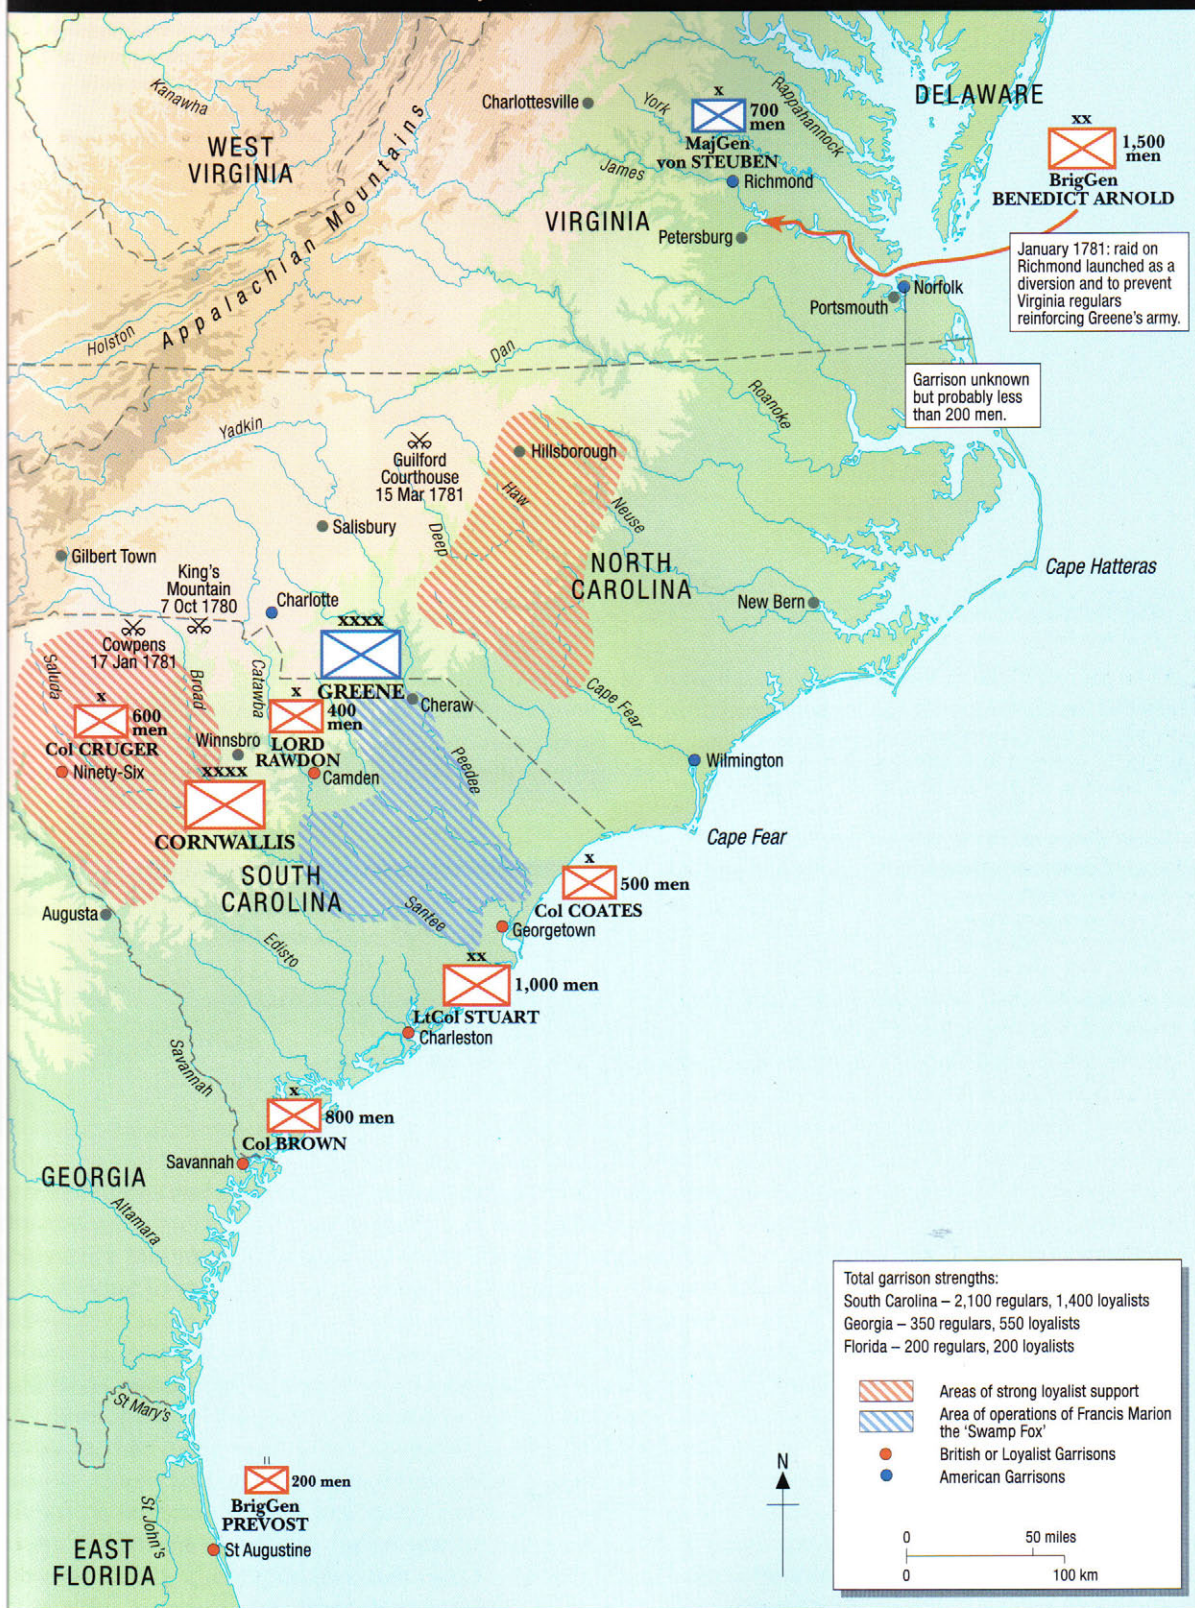 DELAWARE
Kanawha
Charlottesville
York
Rappahannock
x
700
men
MajGen
von STEUBEN
xx
1,500
men
BrigGen
BENEDICT ARNOLD
WEST
VIRGINIA
Appalachian Mountains
James
Richmond
VIRGINIA
Petersburg
January 1781: raid on
Richmond launched as a
diversion and to prevent
Virginia regulars
reinforcing Greene's army.
Norfolk
Portsmouth
Holston
Dan
Garrison unknown
but probably less
than 200 men.
Roanoke
Yadkin
Guilford
Courthouse
15 Mar 1781
Hillsborough
Haw
Neuse
Deep
Salisbury
Gilbert Town
King's
Mountain
7 Oct 1780
Charlotte
NORTH
CAROLINA
Cape Hatteras
New Bern
Cowpens
17 Jan 1781
xxxx
GREENE
Saluda
Broad
Catawba
x
600
men
Col CRUGER
x
400
men
LORD
RAWDON
Cheraw
Cape Fear
Winnsbro
Ninety-Six
Camden
Peedee
Wilmington
xxxx
CORNWALLIS
Cape Fear
SOUTH
CAROLINA
x
500 men
Col COATES
Augusta
Santee
Georgetown
Edisto
xx
1,000 men
LtCol STUART
Charleston
Savannah
x
800 men
Col BROWN
Savannah
GEORGIA
Altamara
Total garrison strengths:
South Carolina – 2,100 regulars, 1,400 loyalists
Georgia – 350 regulars, 550 loyalists
Florida – 200 regulars, 200 loyalists
Areas of strong loyalist support
Area of operations of Francis Marion
the 'Swamp Fox'
British or Loyalist Garrisons
American Garrisons
0 50 miles
0 100 km
N
St Mary's
II
200 men
BrigGen
PREVOST
St John's
St Augustine
EAST
FLORIDA